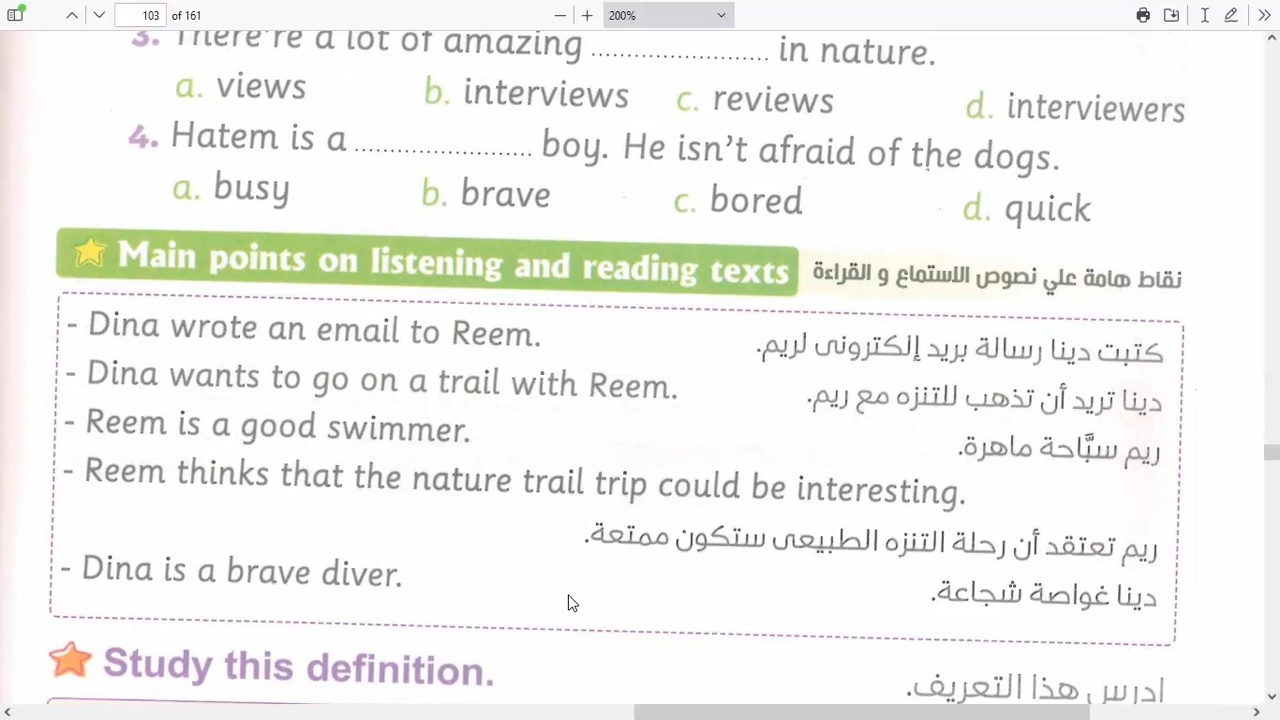 103 of 161
200%
3. There're a lot of amazing ........................ in nature.
a. views b. interviews c. reviews d. interviewers
4. Hatem is a ........................ boy. He isn't afraid of the dogs.
a. busy b. brave c. bored d. quick
Main points on listening and reading texts نقاط هامة علي نصوص الاستماع و القراءة
- Dina wrote an email to Reem. كتبت دينا رسالة بريد إلكترونى لريم.
- Dina wants to go on a trail with Reem. دينا تريد أن تذهب للتنزه مع ريم.
- Reem is a good swimmer. ريم سبَّاحة ماهرة.
- Reem thinks that the nature trail trip could be interesting.
ريم تعتقد أن رحلة التنزه الطبيعى ستكون ممتعة.
- Dina is a brave diver. دينا غواصة شجاعة.
Study this definition. ادرس هذا التعريف.